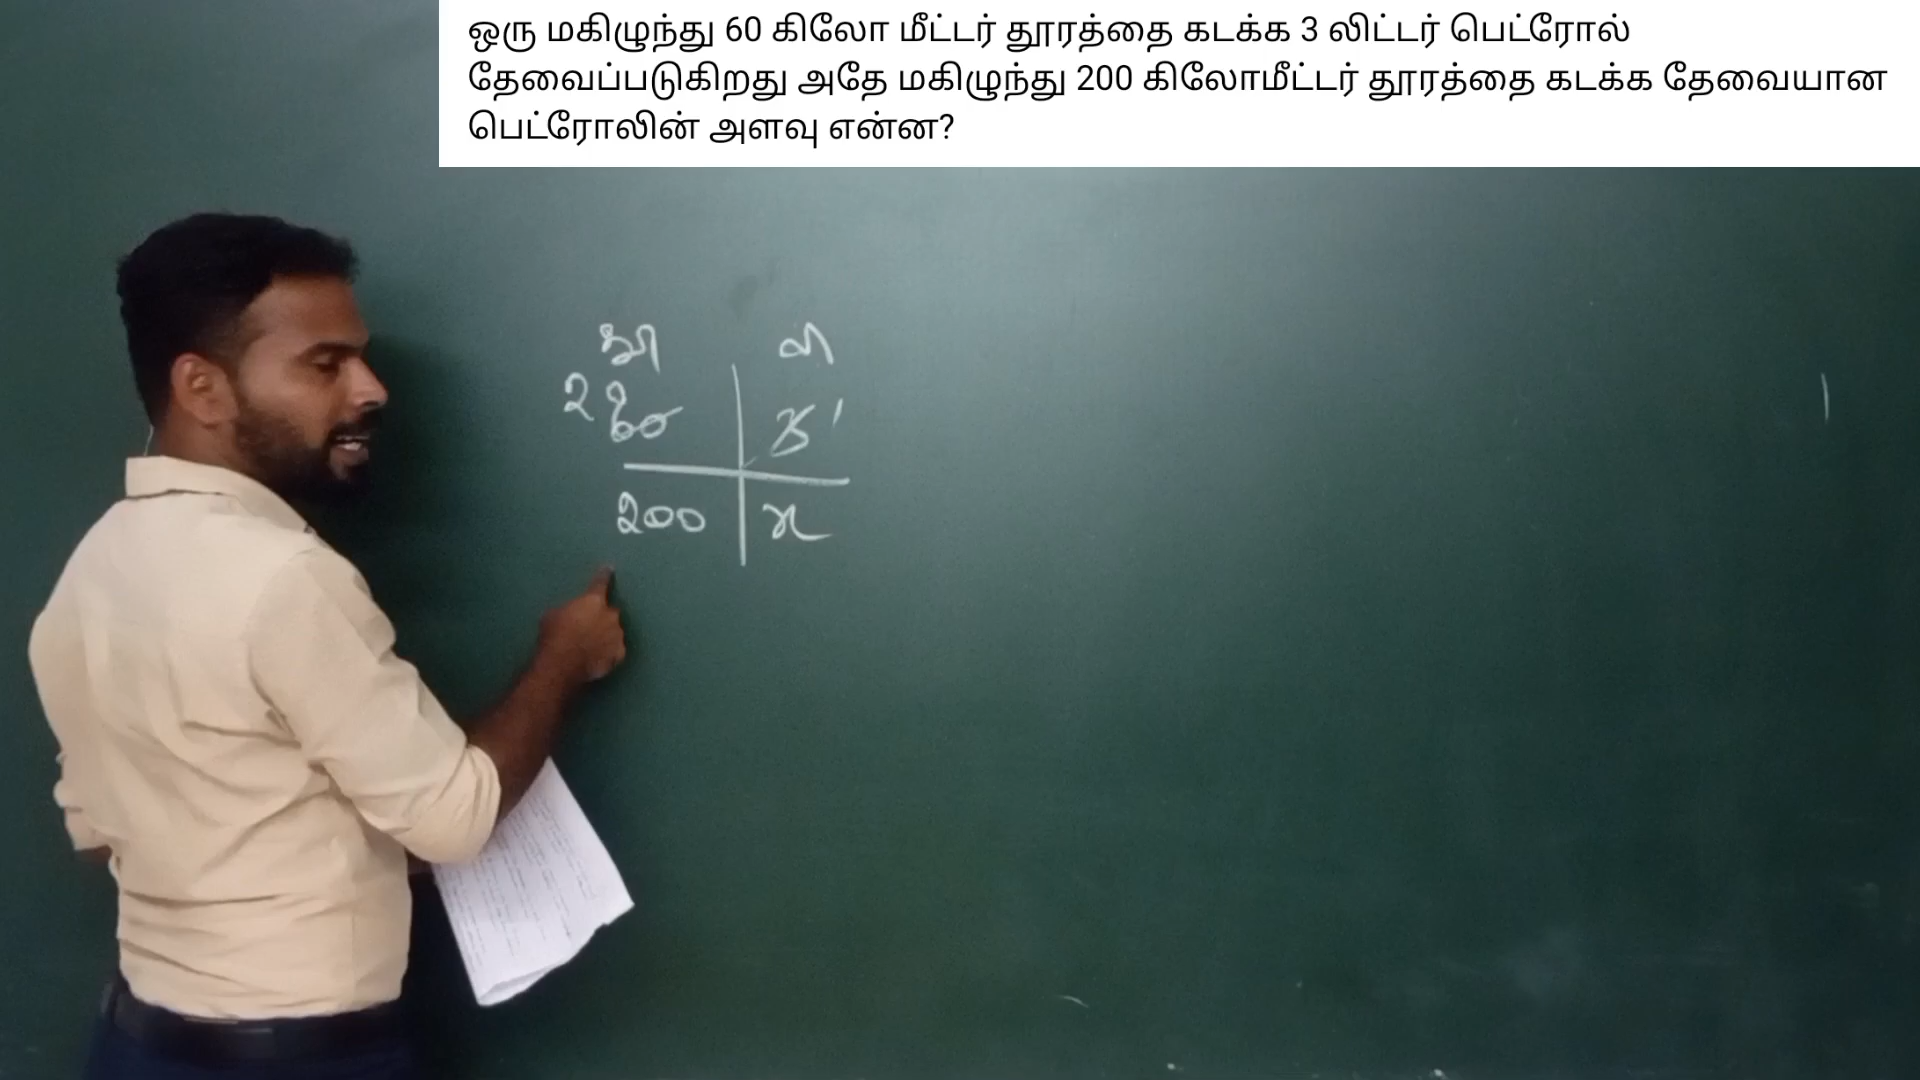 ஒரு மகிழுந்து 60 கிலோ மீட்டர் தூரத்தை கடக்க 3 லிட்டர் பெட்ரோல்
தேவைப்படுகிறது அதே மகிழுந்து 200 கிலோமீட்டர் தூரத்தை கடக்க தேவையான
பெட்ரோலின் அளவு என்ன?
தூ
2 60 3 1
200 x